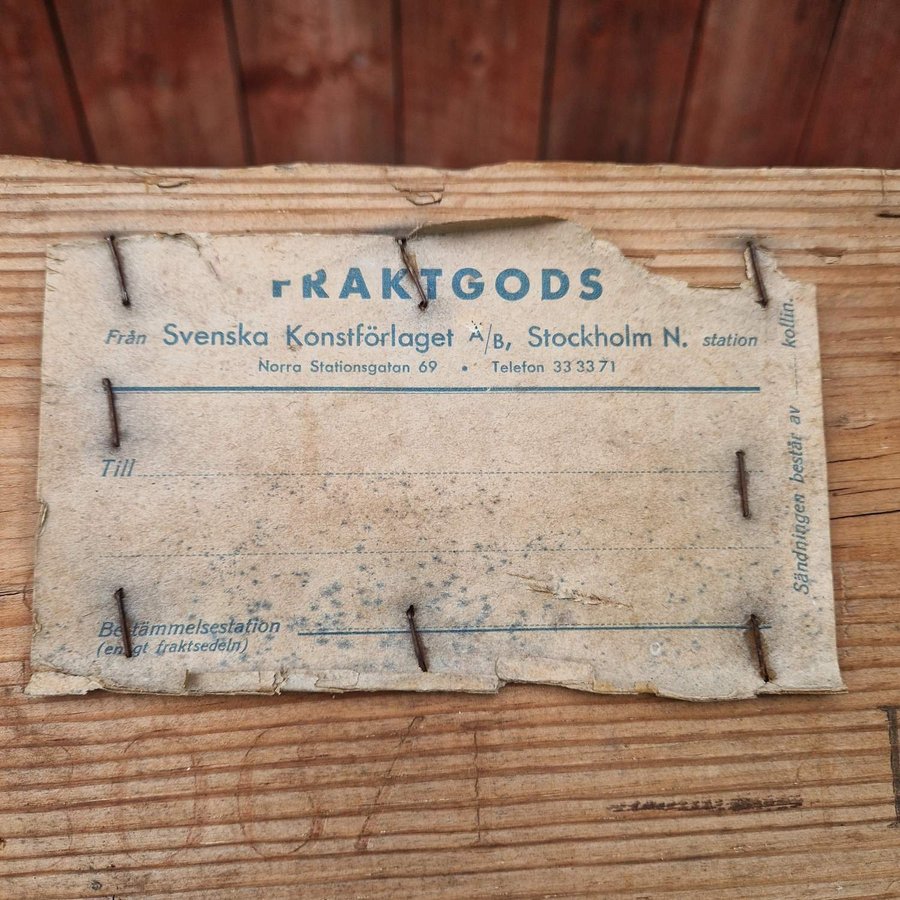 FRAKTGODS
Från Svenska Konstförlaget A/B, Stockholm N. station
Norra Stationsgatan 69 • Telefon 33 33 71
Till
Bestämmelsestation
(enligt fraktsedeln)
Sändningen består av kollin.